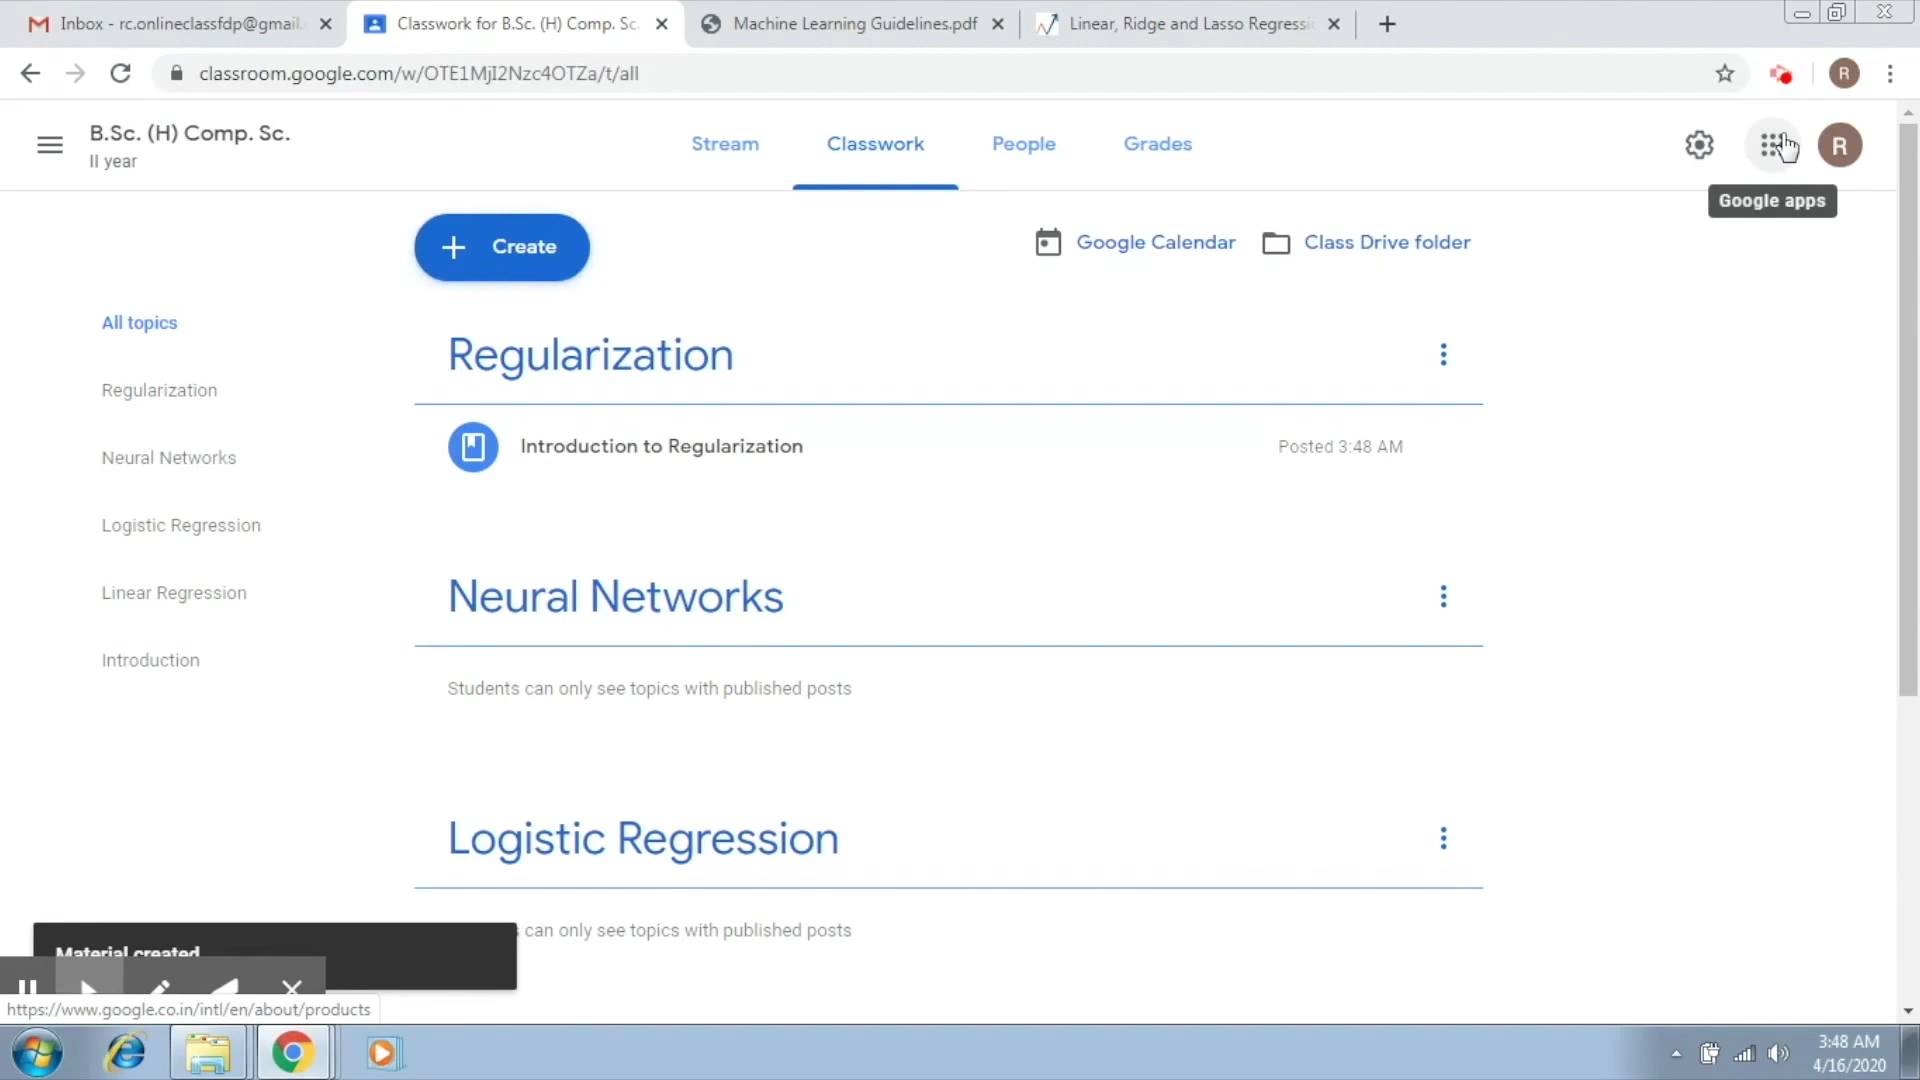 Inbox - rc.onlineclassfdp@gmail.
Classwork for B.Sc. (H) Comp. Sc.
Machine Learning Guidelines.pdf
Linear, Ridge and Lasso Regressi
classroom.google.com/w/OTE1MjI2Nzc4OTZa/t/all
R
B.Sc. (H) Comp. Sc.
II year
Stream
Classwork
People
Grades
R
Google apps
Create
Google Calendar
Class Drive folder
All topics
Regularization
Neural Networks
Logistic Regression
Linear Regression
Introduction
Regularization
Introduction to Regularization
Posted 3:48 AM
Neural Networks
Students can only see topics with published posts
Logistic Regression
can only see topics with published posts
Material created
https://www.google.co.in/intl/en/about/products
3:48 AM
4/16/2020